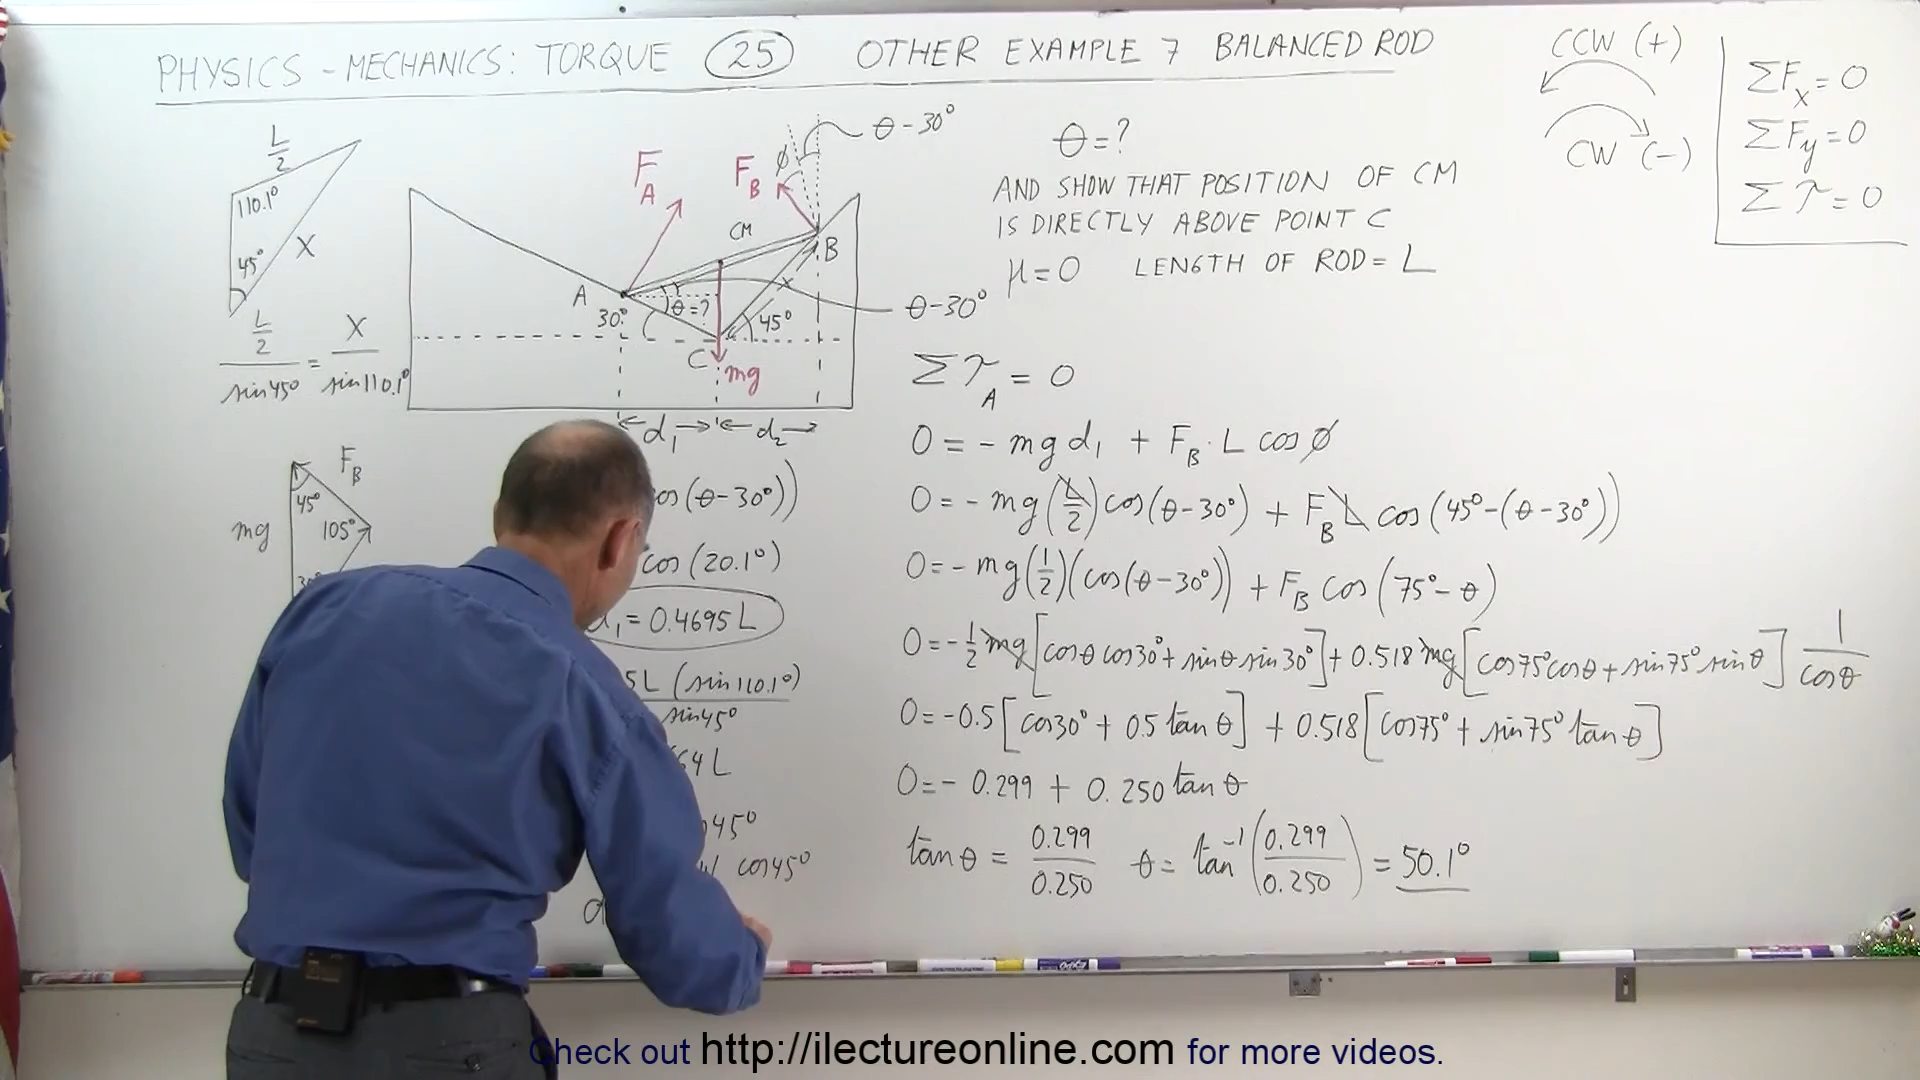 PHYSICS - MECHANICS: TORQUE 25 OTHER EXAMPLE 7 BALANCED ROD
CCW (+)
CW (-)
ΣFx = 0
ΣFy = 0
Στ = 0
L/2
110.1°
45°
X
(L/2)/sin45° = X/sin110.1°
FA
FB
ϕ
θ-30°
CM
A
B
30°
θ=?
x
45°
θ-30°
C
mg
d1
d2
θ=?
AND SHOW THAT POSITION OF CM
IS DIRECTLY ABOVE POINT C
μ=0 LENGTH OF ROD = L
FB
45°
mg
105°
cos(θ-30°))
cos(20.1°)
d1 = 0.4695 L
5L (sin110.1°)
sin45°
64 L
45°
cos45°
d
ΣτA = 0
0 = - mg d1 + FB·L cosϕ
0 = - mg(L/2)cos(θ-30°) + FB L cos(45°-(θ-30°))
0 = - mg(1/2)(cos(θ-30°)) + FB cos(75°-θ)
0 = -1/2 mg[cosθ cos30° + sinθ sin30°] + 0.518 mg[cos75°cosθ + sin75°sinθ] 1/cosθ
0 = -0.5[cos30° + 0.5 tanθ] + 0.518[cos75° + sin75° tanθ]
0 = - 0.299 + 0.250 tanθ
tanθ = 0.299/0.250 θ = tan⁻¹(0.299/0.250) = 50.1°
Check out http://ilectureonline.com for more videos.